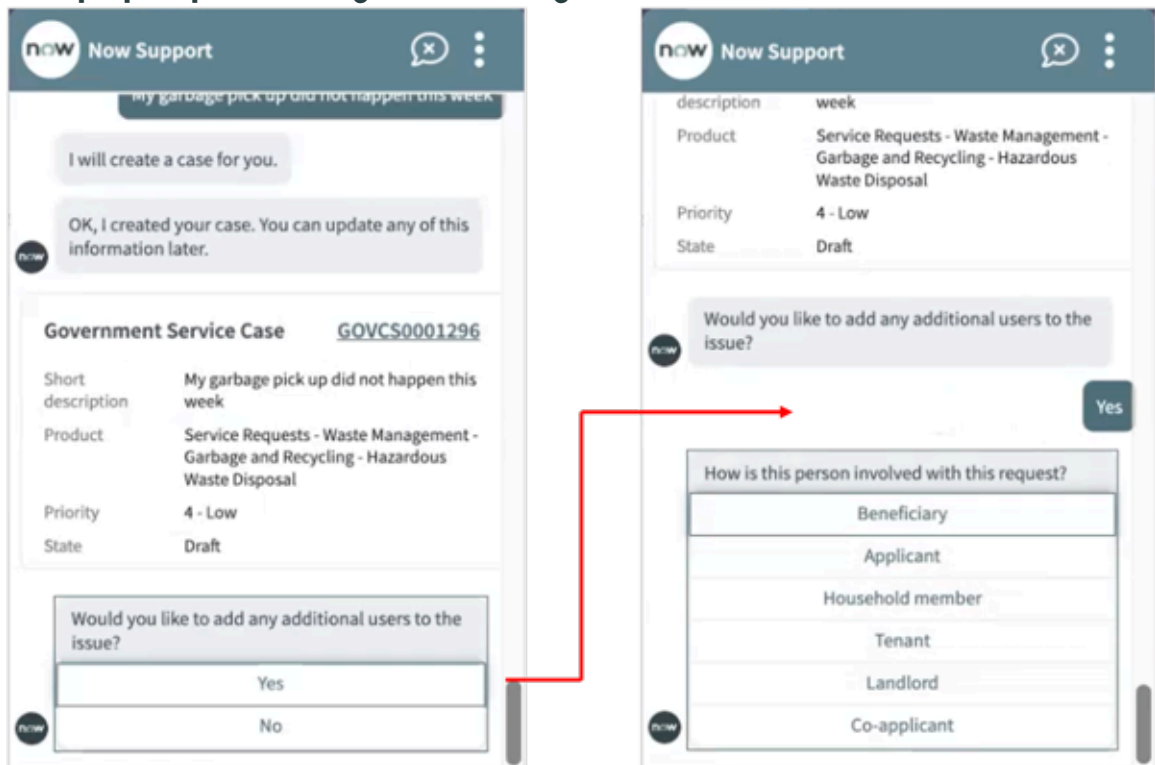 now Now Support
My garbage pick up did not happen this week
I will create a case for you.
OK, I created your case. You can update any of this
information later.
now
Government Service Case GOVCS0001296
Short description My garbage pick up did not happen this
week
Product Service Requests - Waste Management -
Garbage and Recycling - Hazardous
Waste Disposal
Priority 4 - Low
State Draft
Would you like to add any additional users to the
issue?
Yes
No
now
now Now Support
description week
Product Service Requests - Waste Management -
Garbage and Recycling - Hazardous
Waste Disposal
Priority 4 - Low
State Draft
Would you like to add any additional users to the
issue?
now
Yes
How is this person involved with this request?
Beneficiary
Applicant
Household member
Tenant
Landlord
Co-applicant
now